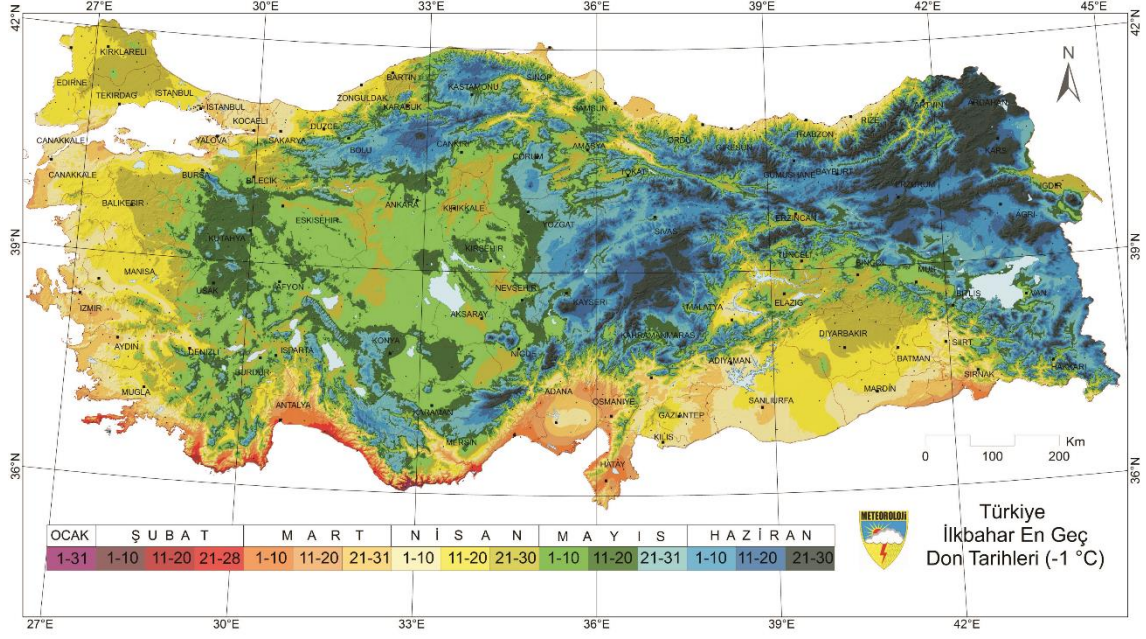 27°E 30°E 33°E 36°E 39°E 42°E 45°E
42°N 42°N
39°N 39°N
36°N 36°N
N
KIRKLARELİ
EDİRNE
TEKİRDAĞ
İSTANBUL
İSTANBUL
KOCAELİ
YALOVA
SAKARYA
DÜZCE
ZONGULDAK
BARTIN
KARABÜK
KASTAMONU
SİNOP
SAMSUN
ORDU
GİRESUN
TRABZON
RİZE
ARTVİN
ARDAHAN
KARS
ÇANAKKALE
ÇANAKKALE
BALIKESİR
BURSA
BİLECİK
BOLU
ÇANKIRI
ÇORUM
AMASYA
TOKAT
GÜMÜŞHANE
BAYBURT
ERZURUM
IĞDIR
AĞRI
KÜTAHYA
ESKİŞEHİR
ANKARA
KIRIKKALE
YOZGAT
SİVAS
ERZİNCAN
TUNCELİ
MUŞ
BİTLİS
VAN
MANİSA
UŞAK
AFYON
KIRŞEHİR
NEVŞEHİR
KAYSERİ
MALATYA
ELAZIĞ
İZMİR
AYDIN
DENİZLİ
ISPARTA
BURDUR
KONYA
AKSARAY
NİĞDE
KAHRAMANMARAŞ
ADIYAMAN
DİYARBAKIR
BATMAN
SİİRT
ŞIRNAK
HAKKARİ
MUĞLA
ANTALYA
KARAMAN
MERSİN
ADANA
OSMANİYE
GAZİANTEP
KİLİS
ŞANLIURFA
MARDİN
HATAY
Km
0 100 200
OCAK ŞUBAT MART NİSAN MAYIS HAZİRAN
1-31 1-10 11-20 21-28 1-10 11-20 21-31 1-10 11-20 21-30 1-10 11-20 21-31 1-10 11-20 21-30
METEOROLOJİ
Türkiye
İlkbahar En Geç
Don Tarihleri (-1 °C)
27°E 30°E 33°E 36°E 39°E 42°E